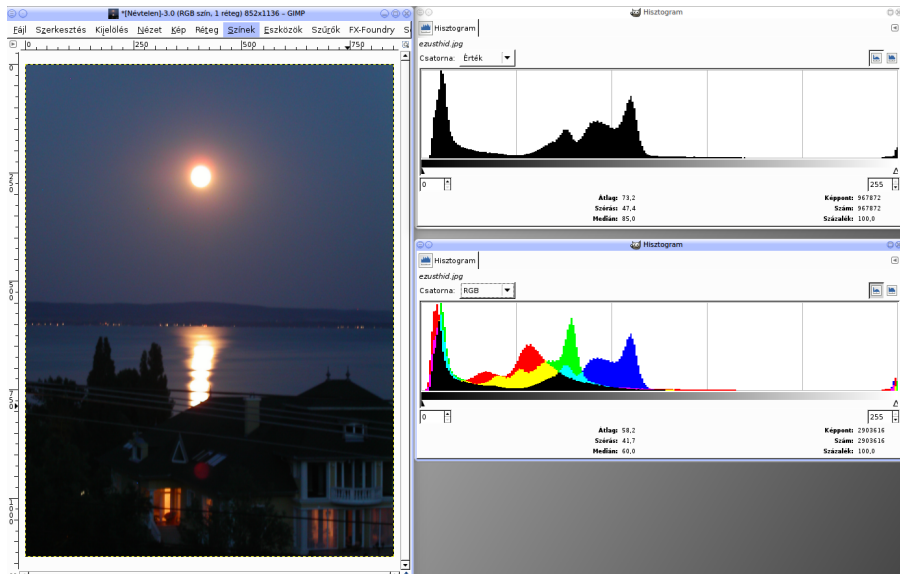 *[Névtelen]-3.0 (RGB szín, 1 réteg) 852x1136 – GIMP
Fájl Szerkesztés Kijelölés Nézet Kép Réteg Színek Eszközök Szűrők FX-Foundry
0 250 500 750
Hisztogram
Hisztogram
ezusthid.jpg
Csatorna: Érték
0 255
Átlag: 73,2 Képpont: 967872
Szórás: 47,4 Szám: 967872
Medián: 85,0 Százalék: 100,0
Hisztogram
Hisztogram
ezusthid.jpg
Csatorna: RGB
0 255
Átlag: 58,2 Képpont: 2903616
Szórás: 41,7 Szám: 2903616
Medián: 60,0 Százalék: 100,0